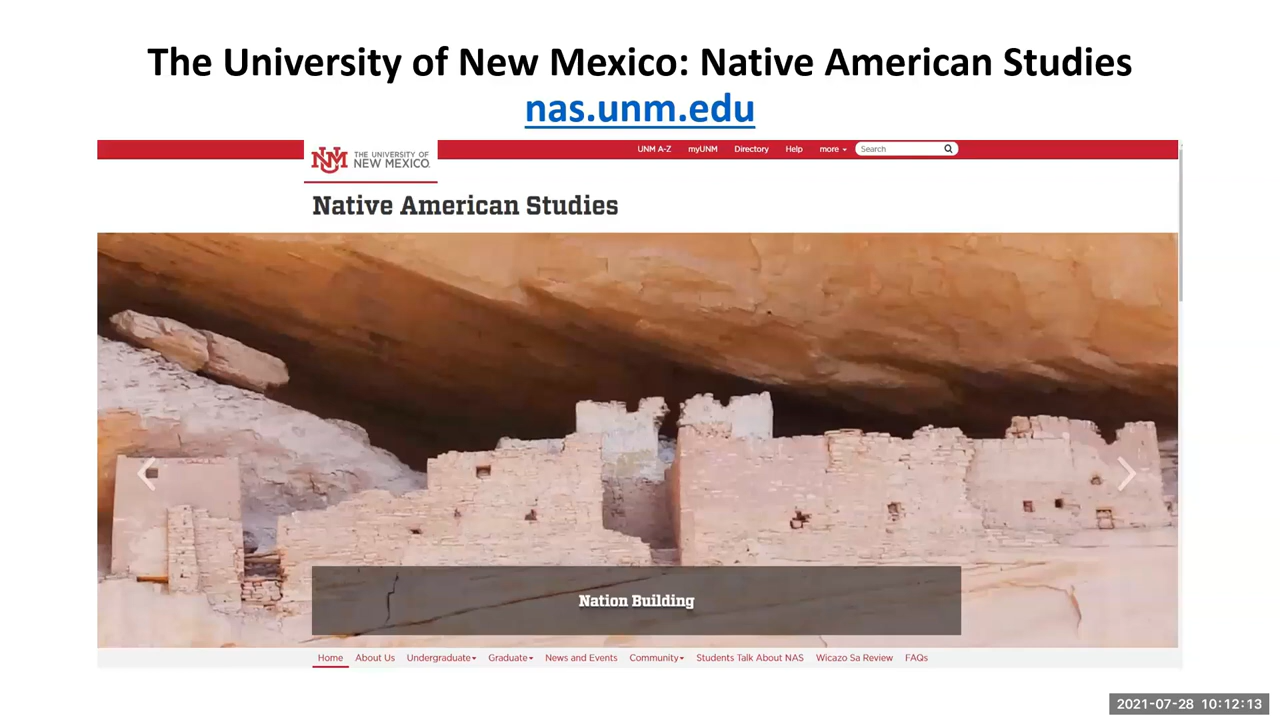 The University of New Mexico: Native American Studies
nas.unm.edu
UNM THE UNIVERSITY OF
NEW MEXICO.
UNM A-Z myUNM Directory Help more Search
Native American Studies
Nation Building
Home About Us Undergraduate Graduate News and Events Community Students Talk About NAS Wicazo Sa Review FAQs
2021-07-28 10:12:13